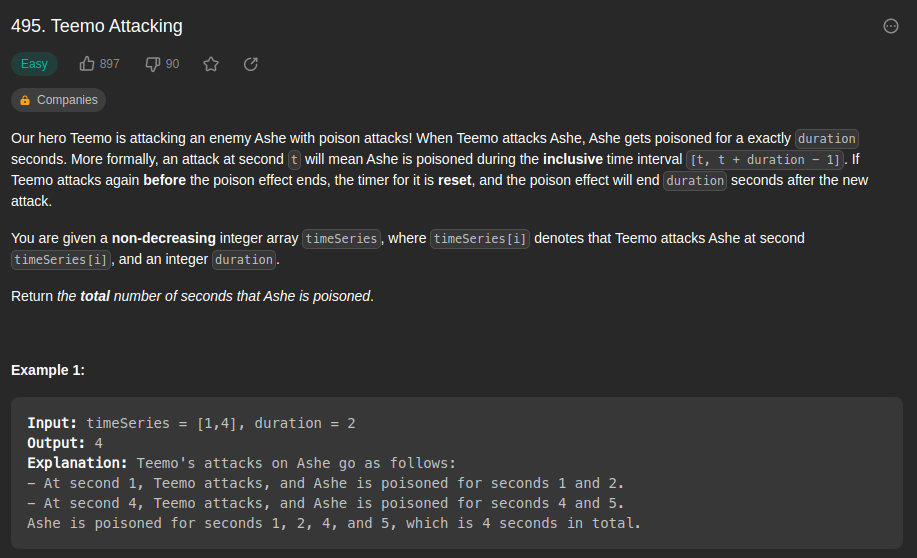 495. Teemo Attacking
Easy 897 90
Companies
Our hero Teemo is attacking an enemy Ashe with poison attacks! When Teemo attacks Ashe, Ashe gets poisoned for a exactly duration
seconds. More formally, an attack at second t will mean Ashe is poisoned during the inclusive time interval [t, t + duration − 1]. If
Teemo attacks again before the poison effect ends, the timer for it is reset, and the poison effect will end duration seconds after the new
attack.
You are given a non-decreasing integer array timeSeries, where timeSeries[i] denotes that Teemo attacks Ashe at second
timeSeries[i], and an integer duration.
Return the total number of seconds that Ashe is poisoned.
Example 1:
Input: timeSeries = [1,4], duration = 2
Output: 4
Explanation: Teemo's attacks on Ashe go as follows:
− At second 1, Teemo attacks, and Ashe is poisoned for seconds 1 and 2.
− At second 4, Teemo attacks, and Ashe is poisoned for seconds 4 and 5.
Ashe is poisoned for seconds 1, 2, 4, and 5, which is 4 seconds in total.